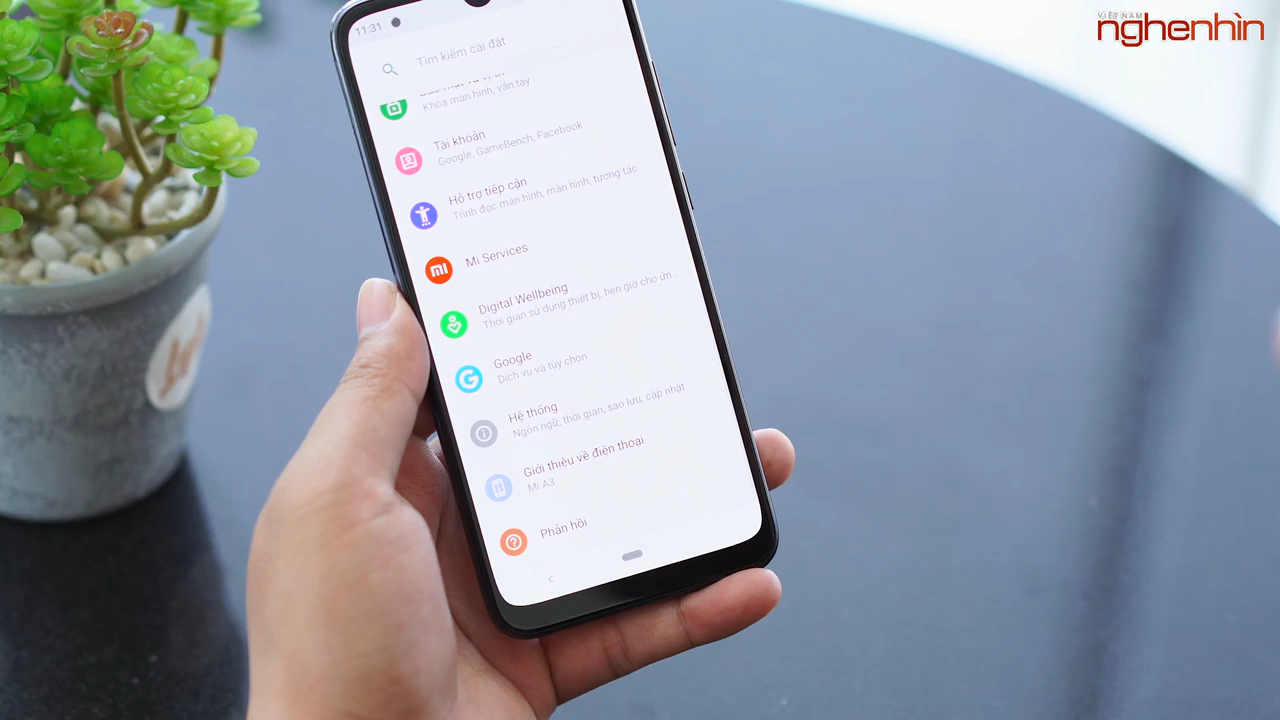 VIỆT NAM
nghenhìn
11:31
Tìm kiếm cài đặt
Khóa màn hình, vân tay
Tài khoản
Google, GameBench, Facebook
Hỗ trợ tiếp cận
Trình đọc màn hình, màn hình, tương tác
Mi Services
Digital Wellbeing
Thời gian sử dụng thiết bị, hẹn giờ cho ứn...
Google
Dịch vụ và tùy chọn
Hệ thống
Ngôn ngữ, thời gian, sao lưu, cập nhật
Giới thiệu về điện thoại
Mi A3
Phản hồi